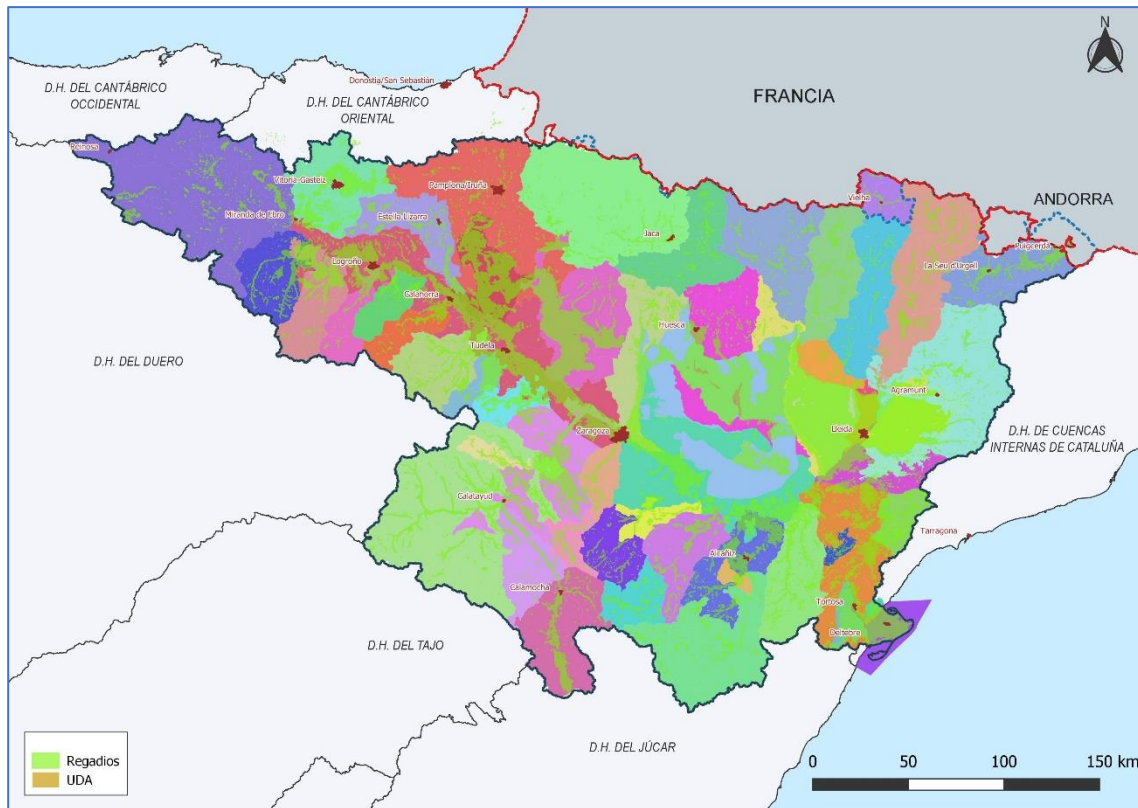 N
Donostia/San Sebastián
D.H. DEL CANTÁBRICO
OCCIDENTAL
D.H. DEL CANTÁBRICO
ORIENTAL
FRANCIA
Reinosa
Vitoria-Gasteiz
Pamplona/Iruña
Vielha
ANDORRA
Miranda de Ebro
Estella-Lizarra
Jaca
Puigcerdà
La Seu d'Urgell
Logroño
Calahorra
Huesca
D.H. DEL DUERO
Tudela
Agramunt
Zaragoza
Lleida
D.H. DE CUENCAS
INTERNAS DE CATALUÑA
Calatayud
Tarragona
Alcañiz
Calamocha
Tortosa
Deltebre
D.H. DEL TAJO
D.H. DEL JÚCAR
Regadios
UDA
0 50 100 150 km